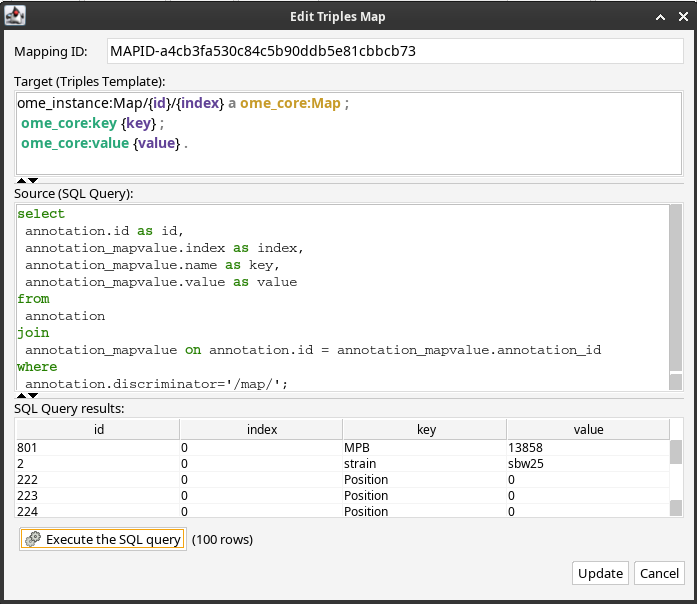 Edit Triples Map
Mapping ID: MAPID-a4cb3fa530c84c5b90ddb5e81cbbcb73
Target (Triples Template):
ome_instance:Map/{id}/{index} a ome_core:Map ;
ome_core:key {key} ;
ome_core:value {value} .
Source (SQL Query):
select
annotation.id as id,
annotation_mapvalue.index as index,
annotation_mapvalue.name as key,
annotation_mapvalue.value as value
from
annotation
join
annotation_mapvalue on annotation.id = annotation_mapvalue.annotation_id
where
annotation.discriminator='/map/';
SQL Query results:
id index key value
801 0 MPB 13858
2 0 strain sbw25
222 0 Position 0
223 0 Position 0
224 0 Position 0
Execute the SQL query (100 rows)
Update Cancel